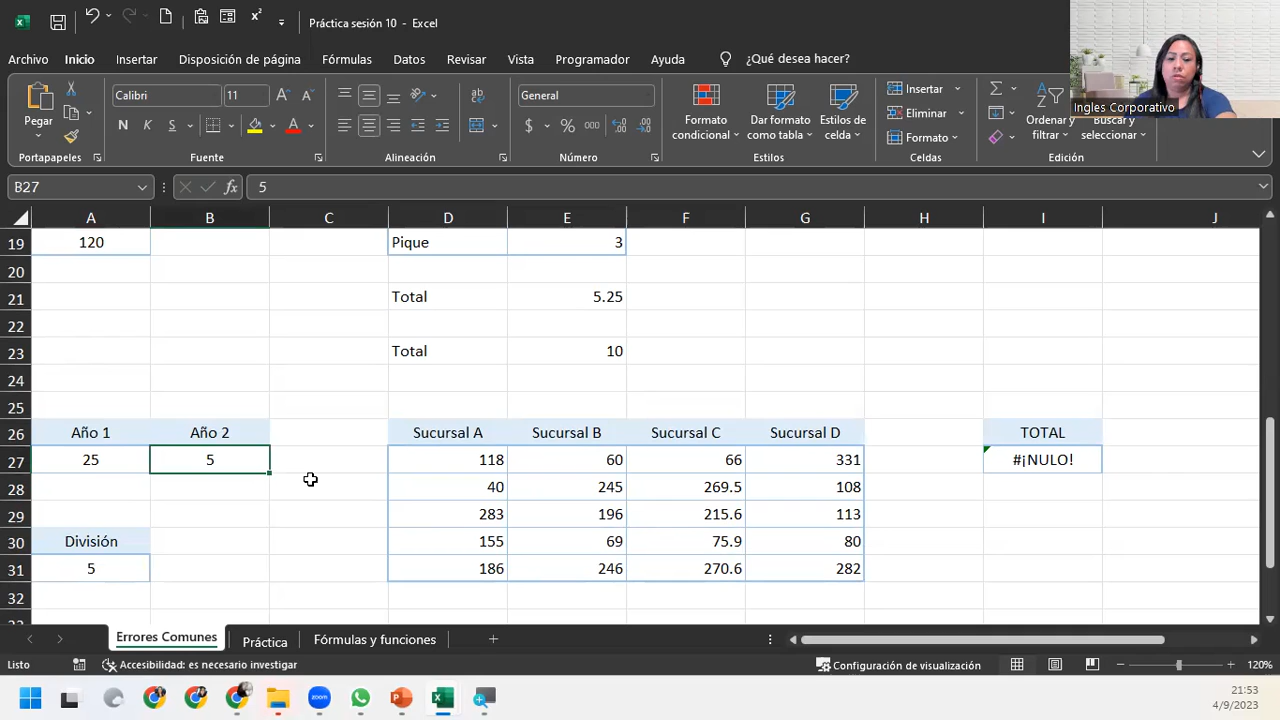 Práctica sesión 10 - Excel
Archivo Inicio Insertar Disposición de página Fórmulas Programador Ayuda ¿Qué desea hacer?
Ingles Corporativo
Pegar
Calibri 11
General
Formato condicional
Dar formato como tabla
Estilos de celda
Insertar
Eliminar
Formato
Ordenar y filtrar
Buscar y seleccionar
Portapapeles Fuente Alineación Número Estilos Celdas Edición
B27 5
A B C D E F G H I J
19 120 Pique 3
20
21 Total 5.25
22
23 Total 10
24
25
26 Año 1 Año 2 Sucursal A Sucursal B Sucursal C Sucursal D TOTAL
27 25 5 118 60 66 331 #¡NULO!
28 40 245 269.5 108
29 283 196 215.6 113
30 División 155 69 75.9 80
31 5 186 246 270.6 282
32
Errores Comunes Práctica Fórmulas y funciones
Listo Accesibilidad: es necesario investigar Configuración de visualización 120%
21:53
4/9/2023